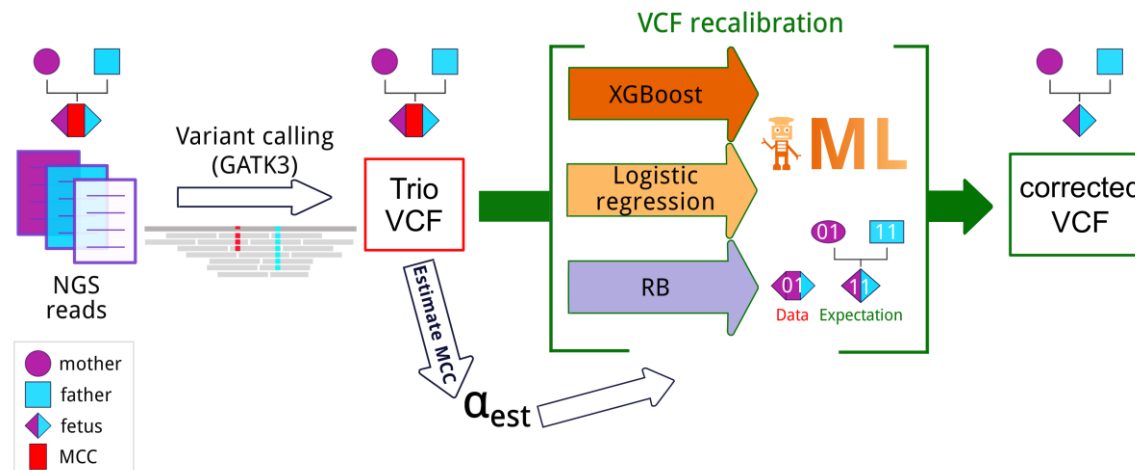 VCF recalibration
Variant calling
(GATK3)
NGS
reads
Trio
VCF
Estimate MCC
αest
XGBoost
Logistic
regression
RB
ML
01
11
01
11
Data
Expectation
corrected
VCF
mother
father
fetus
MCC